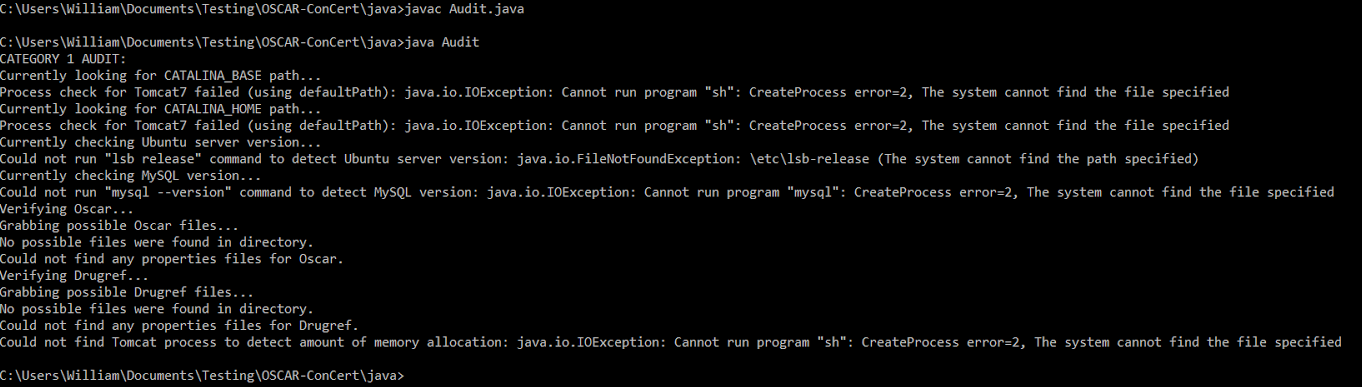 C:\Users\William\Documents\Testing\OSCAR-ConCert\java>javac Audit.java
C:\Users\William\Documents\Testing\OSCAR-ConCert\java>java Audit
CATEGORY 1 AUDIT:
Currently looking for CATALINA_BASE path...
Process check for Tomcat7 failed (using defaultPath): java.io.IOException: Cannot run program "sh": CreateProcess error=2, The system cannot find the file specified
Currently looking for CATALINA_HOME path...
Process check for Tomcat7 failed (using defaultPath): java.io.IOException: Cannot run program "sh": CreateProcess error=2, The system cannot find the file specified
Currently checking Ubuntu server version...
Could not run "lsb release" command to detect Ubuntu server version: java.io.FileNotFoundException: \etc\lsb-release (The system cannot find the path specified)
Currently checking MySQL version...
Could not run "mysql --version" command to detect MySQL version: java.io.IOException: Cannot run program "mysql": CreateProcess error=2, The system cannot find the file specified
Verifying Oscar...
Grabbing possible Oscar files...
No possible files were found in directory.
Could not find any properties files for Oscar.
Verifying Drugref...
Grabbing possible Drugref files...
No possible files were found in directory.
Could not find any properties files for Drugref.
Could not find Tomcat process to detect amount of memory allocation: java.io.IOException: Cannot run program "sh": CreateProcess error=2, The system cannot find the file specified
C:\Users\William\Documents\Testing\OSCAR-ConCert\java>